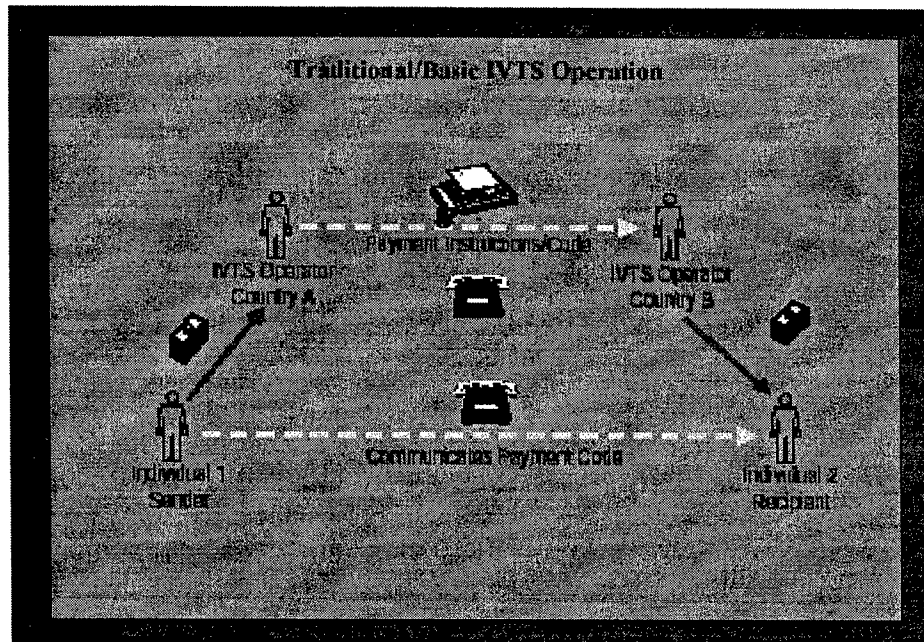 Traditional/Basic IVTS Operation
Payment Instructions/Code
IVTS Operator
Country A
IVTS Operator
Country B
Communicates Payment Code
Individual 1
Sender
Individual 2
Recipient